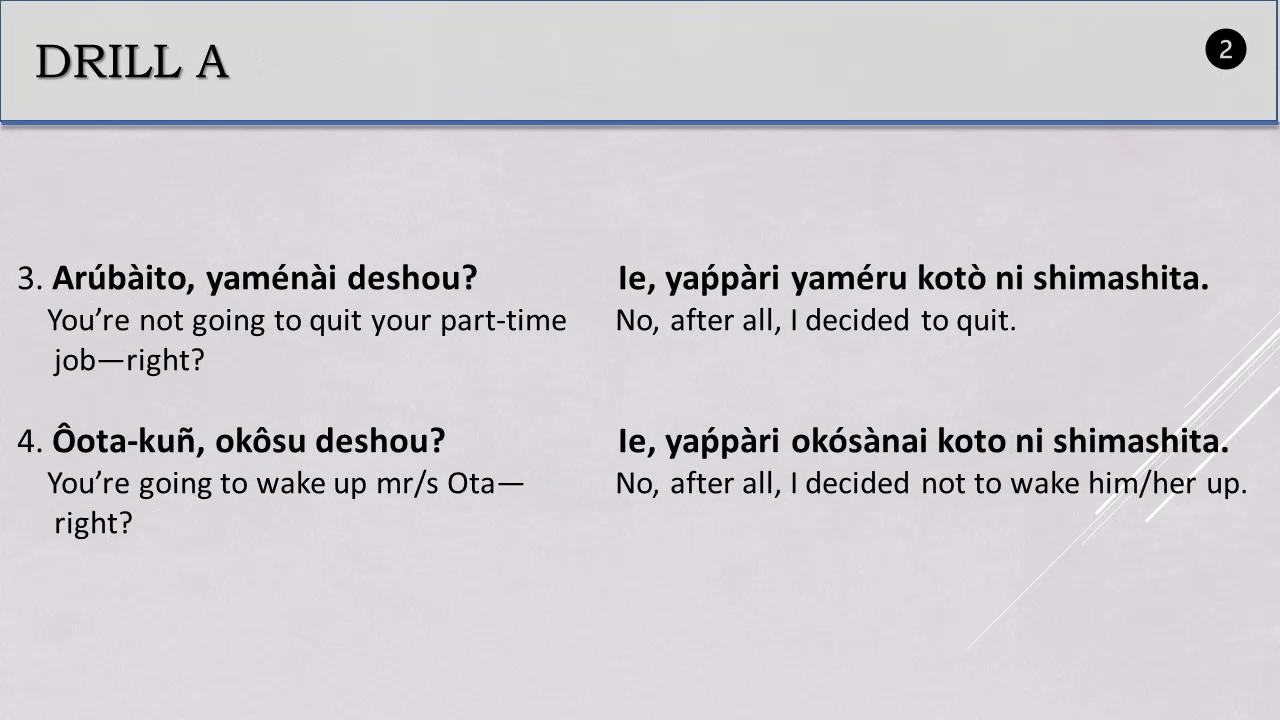 DRILL A
2
3. Arúbàito, yaménài deshou?
Ie, yaṕpàri yaméru kotò ni shimashita.
You’re not going to quit your part-time
job—right?
No, after all, I decided to quit.
4. Ôota-kuñ, okôsu deshou?
Ie, yaṕpàri okósànai koto ni shimashita.
You’re going to wake up mr/s Ota—
right?
No, after all, I decided not to wake him/her up.